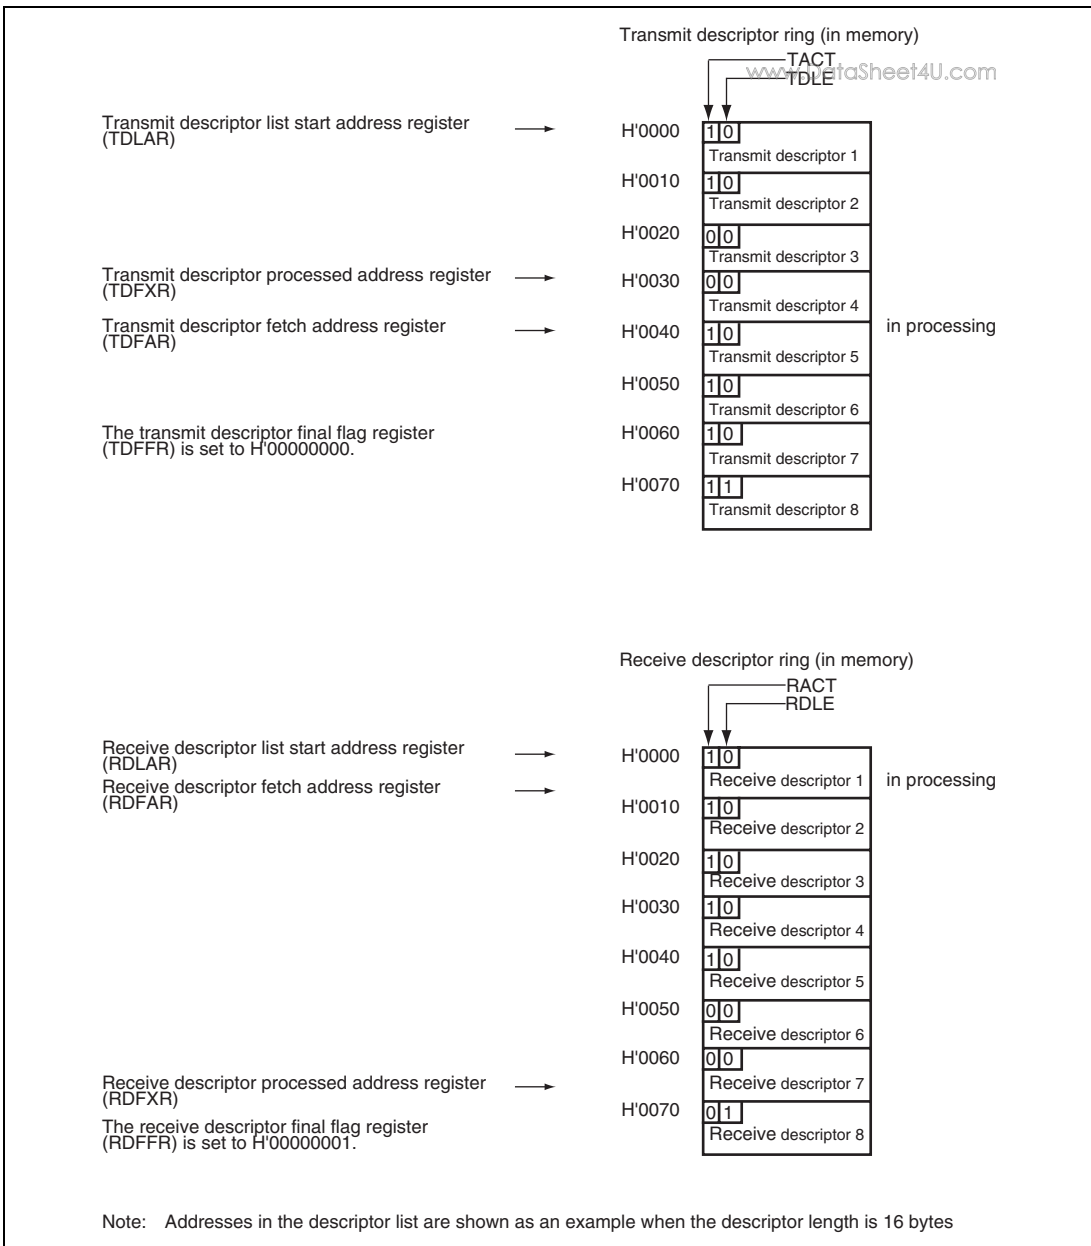 Transmit descriptor ring (in memory)
TACT
www.DataSheet4U.com
TDLE
Transmit descriptor list start address register
(TDLAR)
H'0000
1 0
Transmit descriptor 1
H'0010
1 0
Transmit descriptor 2
H'0020
0 0
Transmit descriptor 3
Transmit descriptor processed address register
(TDFXR)
H'0030
0 0
Transmit descriptor 4
Transmit descriptor fetch address register
(TDFAR)
H'0040
1 0
in processing
Transmit descriptor 5
H'0050
1 0
Transmit descriptor 6
The transmit descriptor final flag register
(TDFFR) is set to H'00000000.
H'0060
1 0
Transmit descriptor 7
H'0070
1 1
Transmit descriptor 8
Receive descriptor ring (in memory)
RACT
RDLE
Receive descriptor list start address register
(RDLAR)
H'0000
1 0
Receive descriptor 1
in processing
Receive descriptor fetch address register
(RDFAR)
H'0010
1 0
Receive descriptor 2
H'0020
1 0
Receive descriptor 3
H'0030
1 0
Receive descriptor 4
H'0040
1 0
Receive descriptor 5
H'0050
0 0
Receive descriptor 6
H'0060
0 0
Receive descriptor 7
Receive descriptor processed address register
(RDFXR)
H'0070
0 1
Receive descriptor 8
The receive descriptor final flag register
(RDFFR) is set to H'00000001.
Note: Addresses in the descriptor list are shown as an example when the descriptor length is 16 bytes